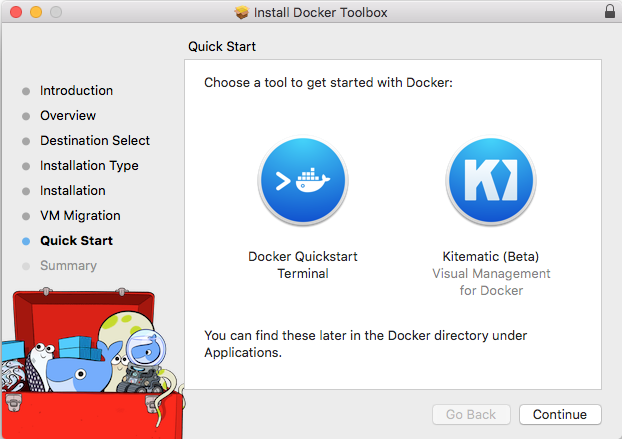 Install Docker Toolbox
Quick Start
Introduction
Overview
Destination Select
Installation Type
Installation
VM Migration
Quick Start
Summary
Choose a tool to get started with Docker:
Docker Quickstart
Terminal
Kitematic (Beta)
Visual Management
for Docker
You can find these later in the Docker directory under
Applications.
Go Back
Continue